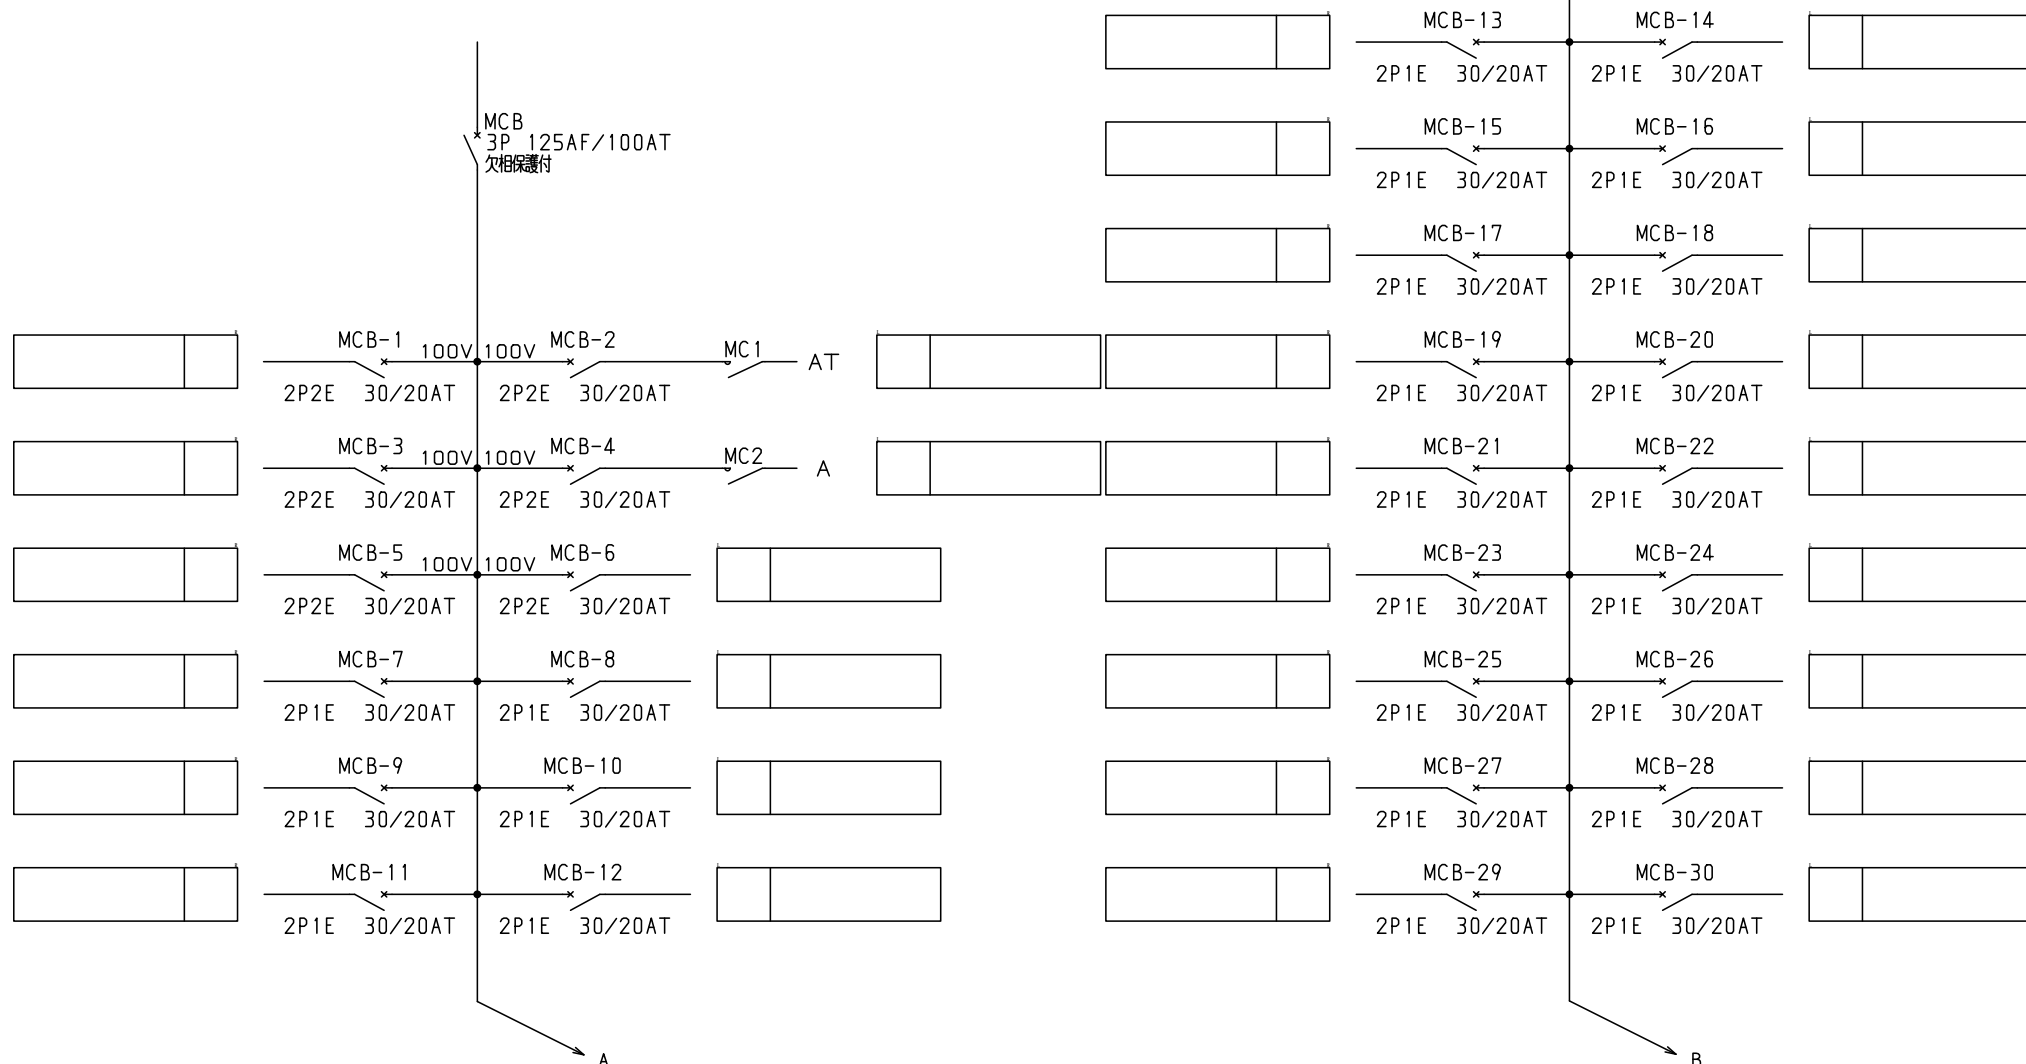 MCB
3P 125AF/100AT
欠相保護付
MCB-1 100V 100V MCB-2 MC1 AT
2P2E 30/20AT 2P2E 30/20AT
MCB-3 100V 100V MCB-4 MC2 A
2P2E 30/20AT 2P2E 30/20AT
MCB-5 100V 100V MCB-6
2P2E 30/20AT 2P2E 30/20AT
MCB-7 MCB-8
2P1E 30/20AT 2P1E 30/20AT
MCB-9 MCB-10
2P1E 30/20AT 2P1E 30/20AT
MCB-11 MCB-12
2P1E 30/20AT 2P1E 30/20AT
A
MCB-13 MCB-14
2P1E 30/20AT 2P1E 30/20AT
MCB-15 MCB-16
2P1E 30/20AT 2P1E 30/20AT
MCB-17 MCB-18
2P1E 30/20AT 2P1E 30/20AT
MCB-19 MCB-20
2P1E 30/20AT 2P1E 30/20AT
MCB-21 MCB-22
2P1E 30/20AT 2P1E 30/20AT
MCB-23 MCB-24
2P1E 30/20AT 2P1E 30/20AT
MCB-25 MCB-26
2P1E 30/20AT 2P1E 30/20AT
MCB-27 MCB-28
2P1E 30/20AT 2P1E 30/20AT
MCB-29 MCB-30
2P1E 30/20AT 2P1E 30/20AT
B